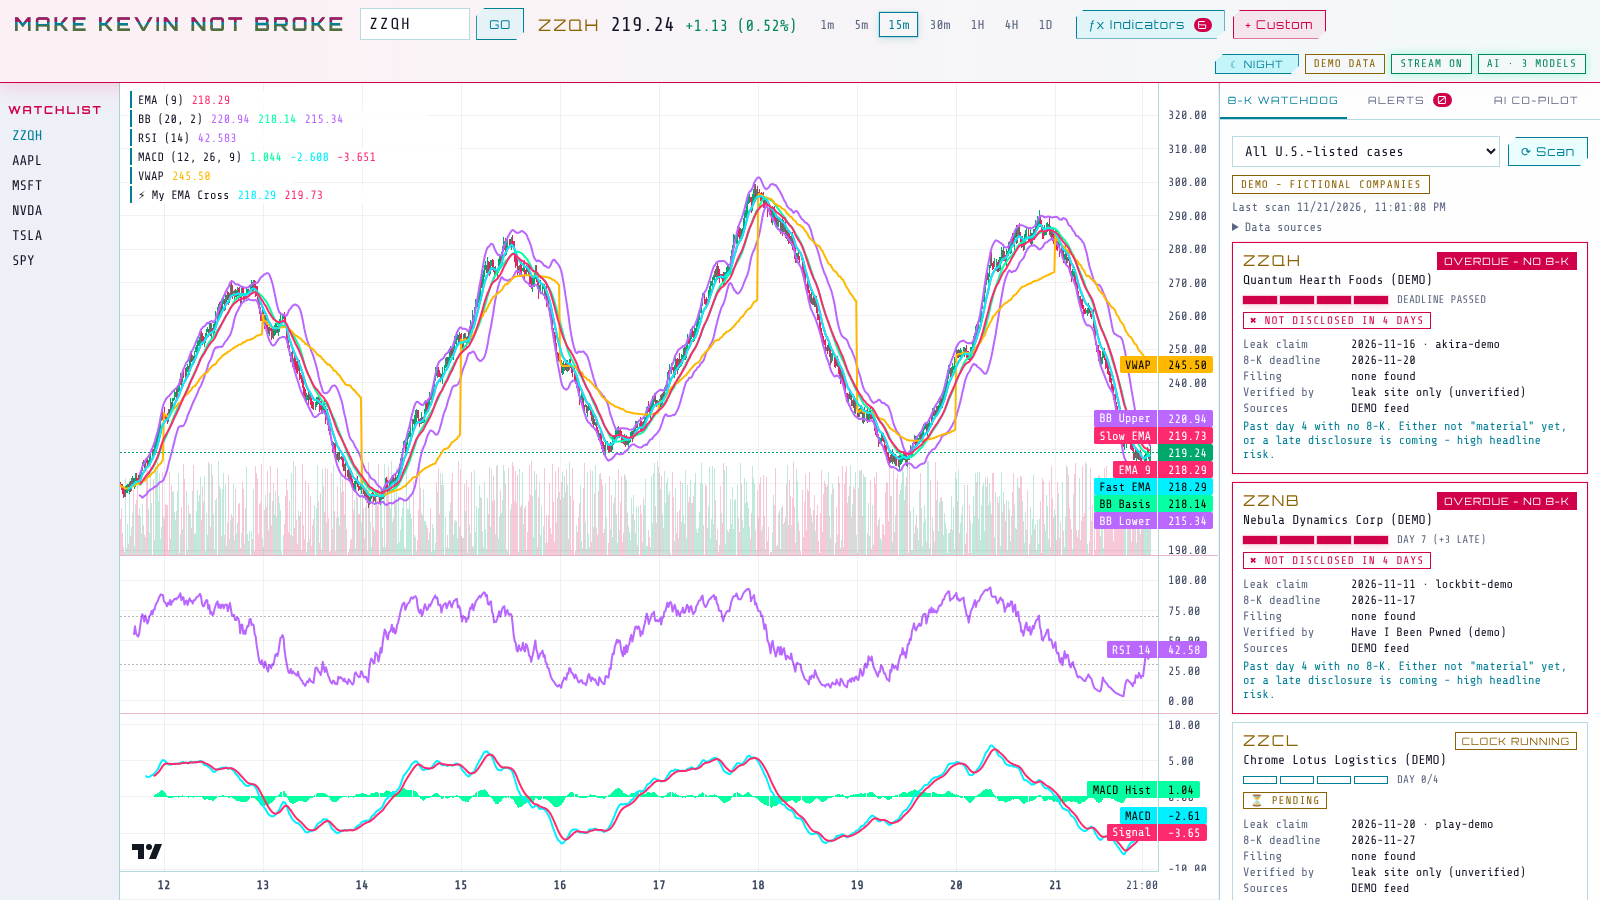 MAKE KEVIN NOT BROKE
ZZQH
GO
ZZQH 219.24 +1.13 (0.52%)
1m 5m 15m 30m 1H 4H 1D
ƒx Indicators 6
+ Custom
☾ NIGHT
DEMO DATA
STREAM ON
AI · 3 MODELS
WATCHLIST
ZZQH
AAPL
MSFT
NVDA
TSLA
SPY
EMA (9) 218.29
BB (20, 2) 220.94 218.14 215.34
RSI (14) 42.583
MACD (12, 26, 9) 1.044 -2.608 -3.651
VWAP 245.50
⚡ My EMA Cross 218.29 219.73
320.00
310.00
300.00
290.00
280.00
270.00
260.00
250.00
VWAP 245.50
240.00
BB Upper 220.94
Slow EMA 219.73
219.24
EMA 9 218.29
Fast EMA 218.29
BB Basis 218.14
BB Lower 215.34
190.00
100.00
75.00
50.00
RSI 14 42.58
25.00
0.00
10.00
5.00
MACD Hist 1.04
0.00
MACD -2.61
Signal -3.65
-10.00
12 13 14 15 16 17 18 19 20 21 21:00
8-K WATCHDOG
ALERTS 0
AI CO-PILOT
All U.S.-listed cases
⟳ Scan
DEMO - FICTIONAL COMPANIES
Last scan 11/21/2026, 11:01:08 PM
▶ Data sources
ZZQH
OVERDUE - NO 8-K
Quantum Hearth Foods (DEMO)
DEADLINE PASSED
✖ NOT DISCLOSED IN 4 DAYS
Leak claim 2026-11-16 · akira-demo
8-K deadline 2026-11-20
Filing none found
Verified by leak site only (unverified)
Sources DEMO feed
Past day 4 with no 8-K. Either not "material" yet,
or a late disclosure is coming - high headline
risk.
ZZNB
OVERDUE - NO 8-K
Nebula Dynamics Corp (DEMO)
DAY 7 (+3 LATE)
✖ NOT DISCLOSED IN 4 DAYS
Leak claim 2026-11-11 · lockbit-demo
8-K deadline 2026-11-17
Filing none found
Verified by Have I Been Pwned (demo)
Sources DEMO feed
Past day 4 with no 8-K. Either not "material" yet,
or a late disclosure is coming - high headline
risk.
ZZCL
CLOCK RUNNING
Chrome Lotus Logistics (DEMO)
DAY 0/4
⏳ PENDING
Leak claim 2026-11-20 · play-demo
8-K deadline 2026-11-27
Filing none found
Verified by leak site only (unverified)
Sources DEMO feed